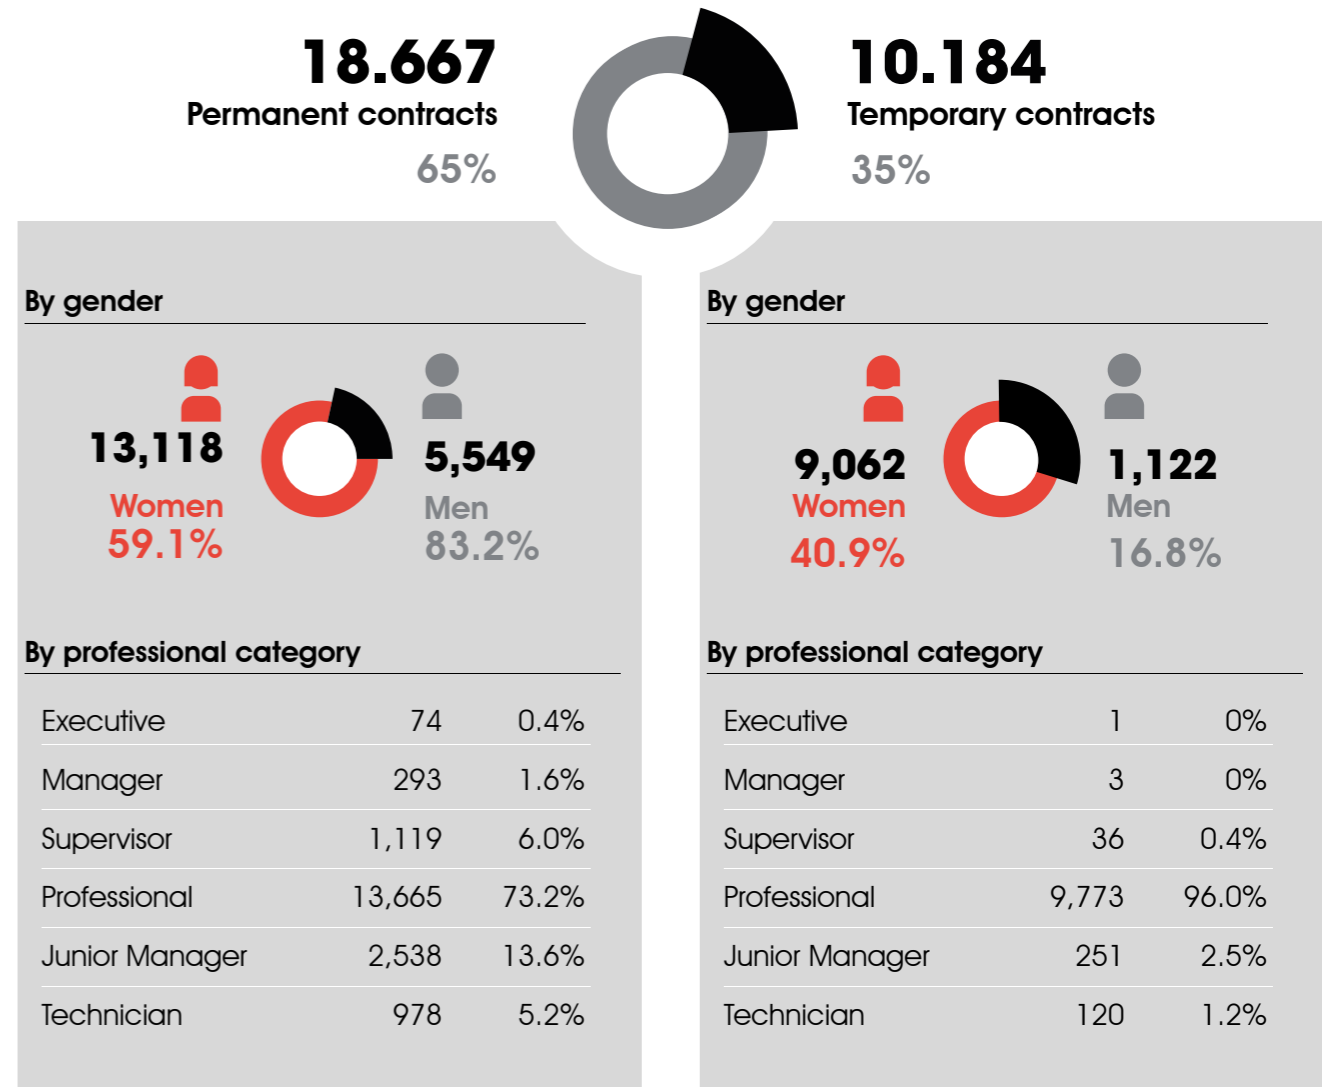 18.667
Permanent contracts
65%
10.184
Temporary contracts
35%
By gender
13,118
Women
59.1%
5,549
Men
83.2%
By professional category
Executive 74 0.4%
Manager 293 1.6%
Supervisor 1,119 6.0%
Professional 13,665 73.2%
Junior Manager 2,538 13.6%
Technician 978 5.2%
By gender
9,062
Women
40.9%
1,122
Men
16.8%
By professional category
Executive 1 0%
Manager 3 0%
Supervisor 36 0.4%
Professional 9,773 96.0%
Junior Manager 251 2.5%
Technician 120 1.2%